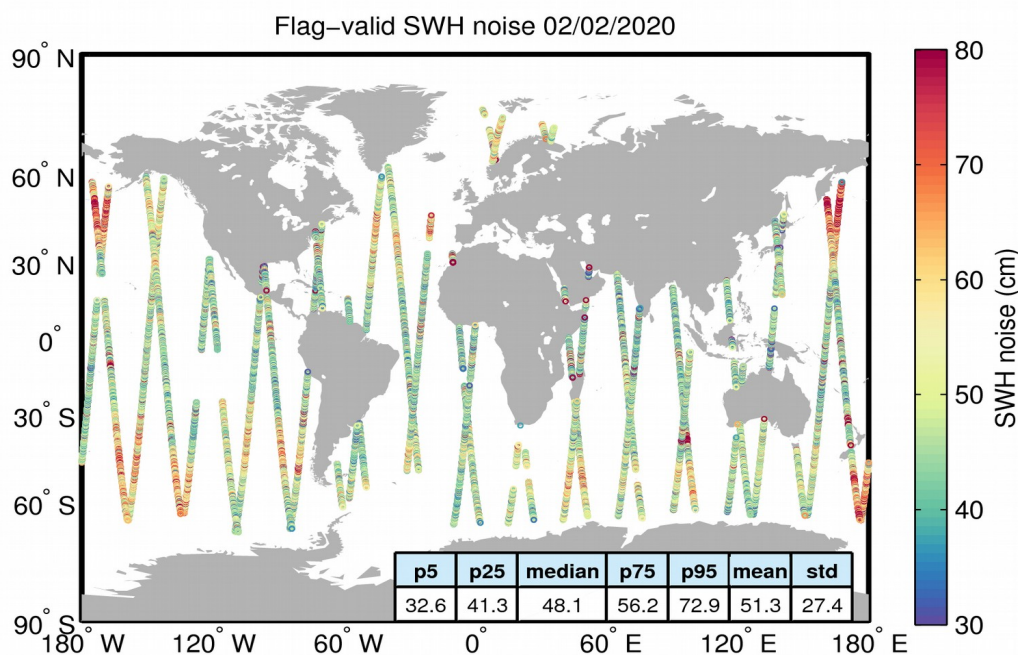 Flag−valid SWH noise 02/02/2020
90° N
60° N
30° N
0°
30° S
60° S
90° S
180° W
120° W
60° W
0°
60° E
120° E
180° E
80
70
60
50
40
30
SWH noise (cm)
p5 p25 median p75 p95 mean std
32.6 41.3 48.1 56.2 72.9 51.3 27.4